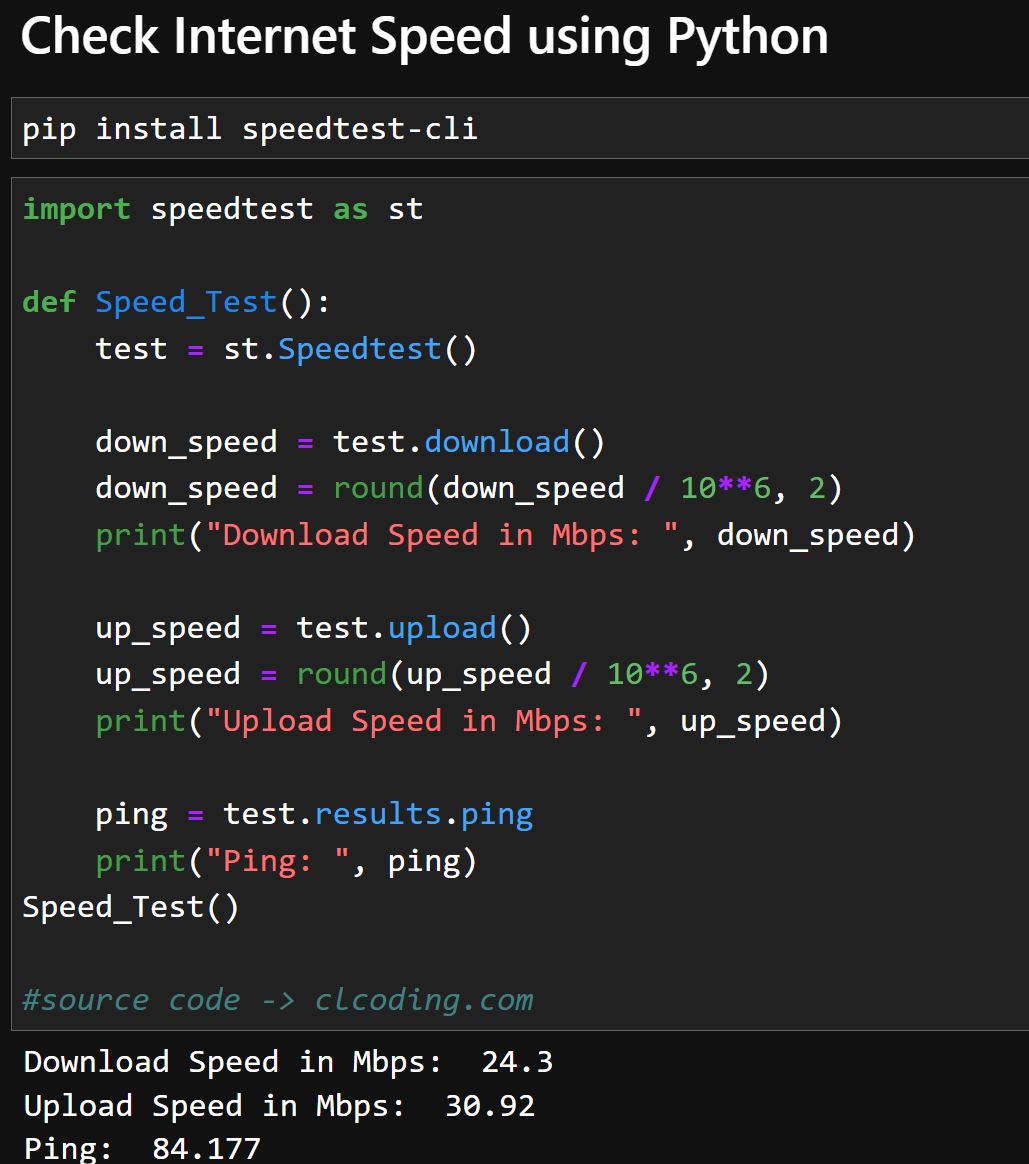 Check Internet Speed using Python
pip install speedtest-cli
import speedtest as st
def Speed_Test():
    test = st.Speedtest()
    down_speed = test.download()
    down_speed = round(down_speed / 10**6, 2)
    print("Download Speed in Mbps: ", down_speed)
    up_speed = test.upload()
    up_speed = round(up_speed / 10**6, 2)
    print("Upload Speed in Mbps: ", up_speed)
    ping = test.results.ping
    print("Ping: ", ping)
Speed_Test()
#source code -> clcoding.com
Download Speed in Mbps:  24.3
Upload Speed in Mbps:  30.92
Ping:  84.177